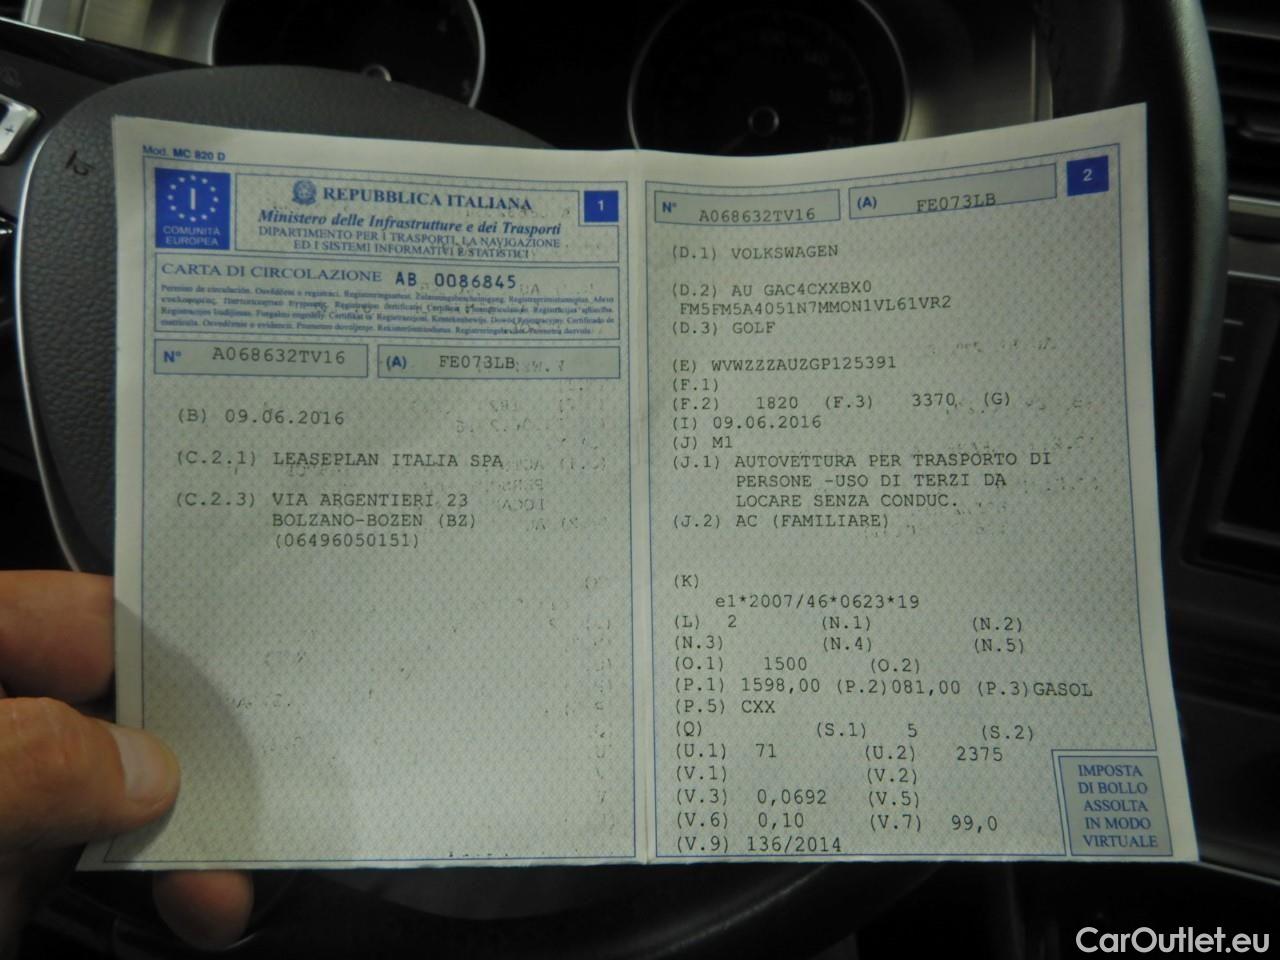 Mod. MC 820 D
I
COMUNITÀ
EUROPEA
REPUBBLICA ITALIANA
Ministero delle Infrastrutture e dei Trasporti
DIPARTIMENTO PER I TRASPORTI, LA NAVIGAZIONE
ED I SISTEMI INFORMATIVI E STATISTICI
1
CARTA DI CIRCOLAZIONE AB 0086845
N° A068632TV16 (A) FE073LB
(B) 09.06.2016
(C.2.1) LEASEPLAN ITALIA SPA
(C.2.3) VIA ARGENTIERI 23
BOLZANO-BOZEN (BZ)
(06496050151)
2
N° A068632TV16 (A) FE073LB
(D.1) VOLKSWAGEN
(D.2) AU GAC4CXXBX0
FM5FM5A4051N7MMON1VL61VR2
(D.3) GOLF
(E) WVWZZZAUZGP125391
(F.1)
(F.2) 1820 (F.3) 3370 (G)
(I) 09.06.2016
(J) M1
(J.1) AUTOVETTURA PER TRASPORTO DI
PERSONE -USO DI TERZI DA
LOCARE SENZA CONDUC.
(J.2) AC (FAMILIARE)
(K)
e1*2007/46*0623*19
(L) 2 (N.1) (N.2)
(N.3) (N.4) (N.5)
(O.1) 1500 (O.2)
(P.1) 1598,00 (P.2)081,00 (P.3)GASOL
(P.5) CXX
(Q) (S.1) 5 (S.2)
(U.1) 71 (U.2) 2375
(V.1) (V.2)
(V.3) 0,0692 (V.5)
(V.6) 0,10 (V.7) 99,0
(V.9) 136/2014
IMPOSTA
DI BOLLO
ASSOLTA
IN MODO
VIRTUALE
CarOutlet.eu